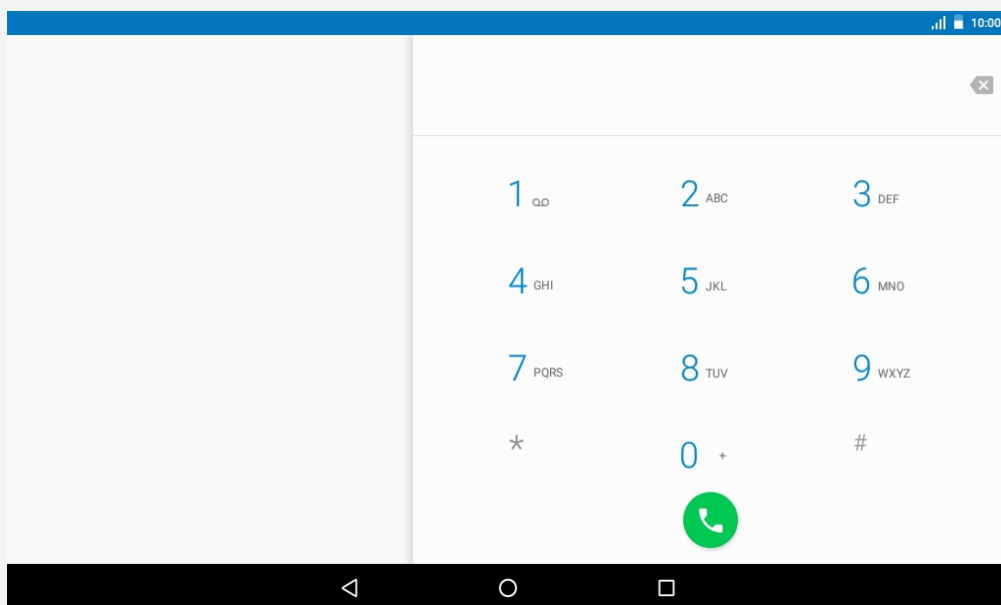 10:00
1
2 ABC
3 DEF
4 GHI
5 JKL
6 MNO
7 PQRS
8 TUV
9 WXYZ
*
0 +
#